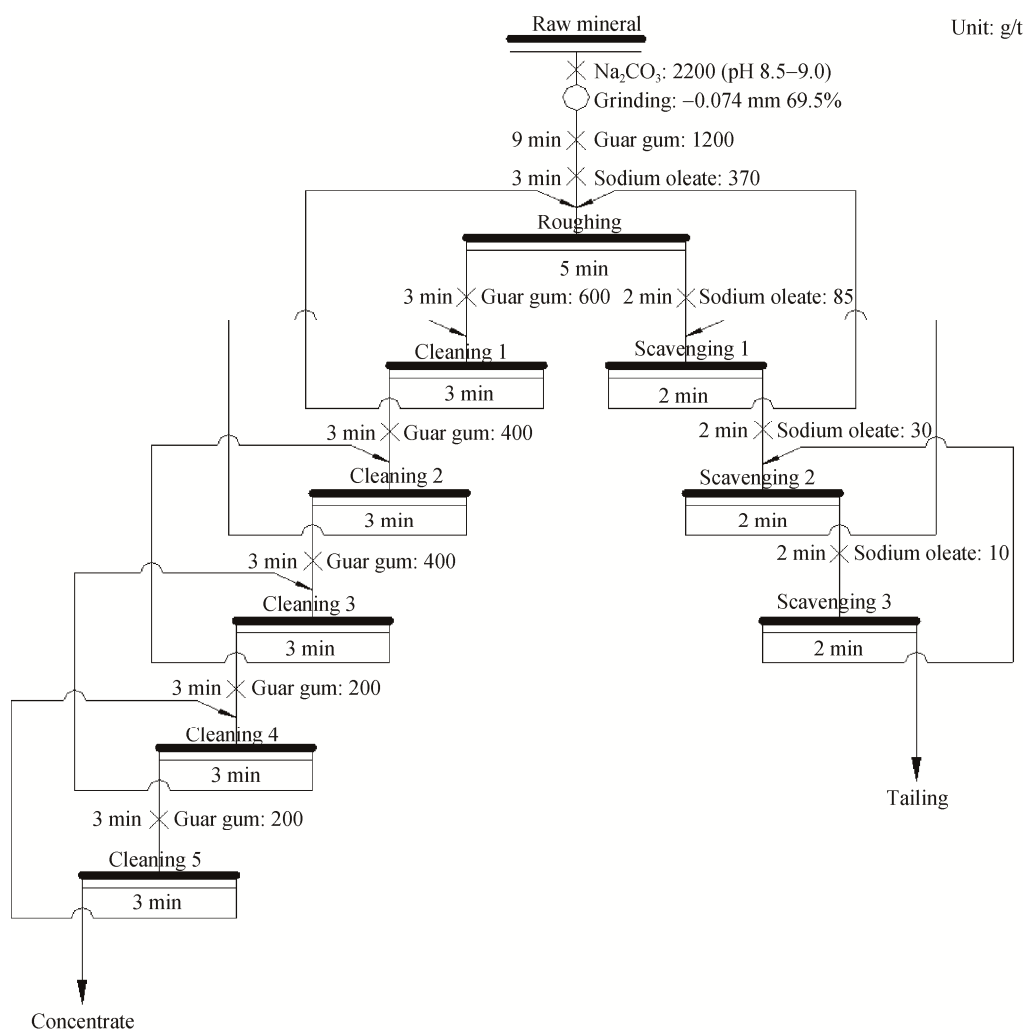 Raw mineral
Unit: g/t
Na₂CO₃: 2200 (pH 8.5–9.0)
Grinding: −0.074 mm 69.5%
9 min Guar gum: 1200
3 min Sodium oleate: 370
Roughing
5 min
3 min Guar gum: 600 2 min Sodium oleate: 85
Cleaning 1 Scavenging 1
3 min 2 min
3 min Guar gum: 400 2 min Sodium oleate: 30
Cleaning 2 Scavenging 2
3 min 2 min
3 min Guar gum: 400 2 min Sodium oleate: 10
Cleaning 3 Scavenging 3
3 min 2 min
3 min Guar gum: 200
Cleaning 4
3 min
Tailing
3 min Guar gum: 200
Cleaning 5
3 min
Concentrate